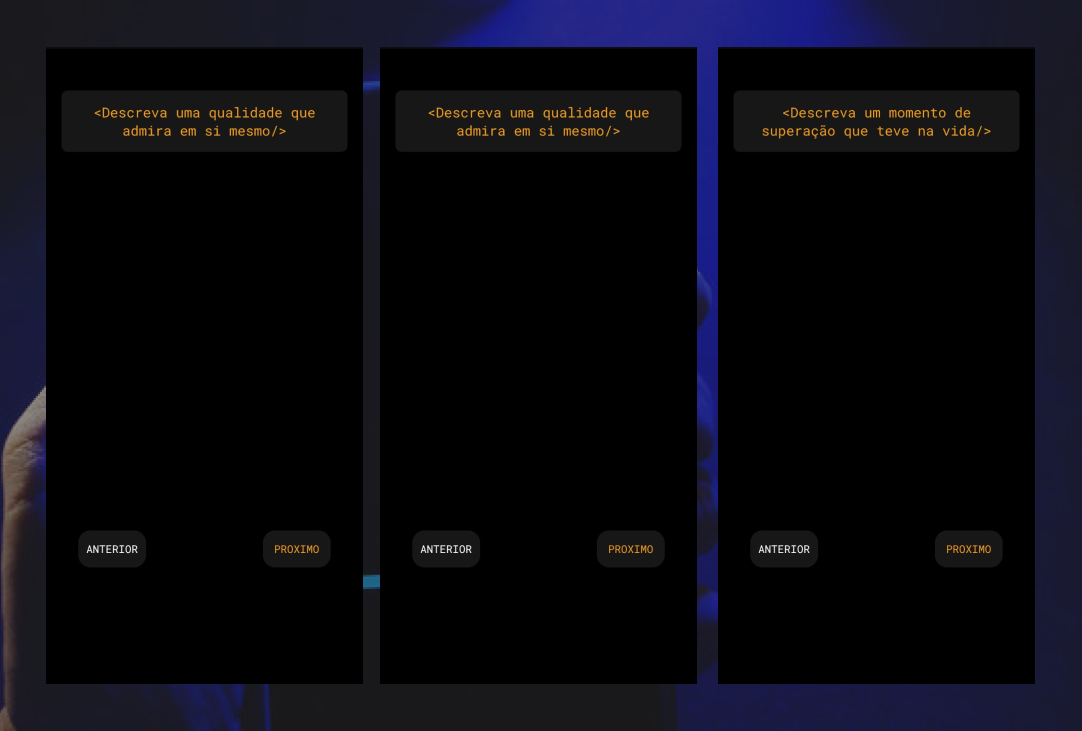 <Descreva uma qualidade que
admira em si mesmo/>
ANTERIOR
PROXIMO
<Descreva uma qualidade que
admira em si mesmo/>
ANTERIOR
PROXIMO
<Descreva um momento de
superação que teve na vida/>
ANTERIOR
PROXIMO